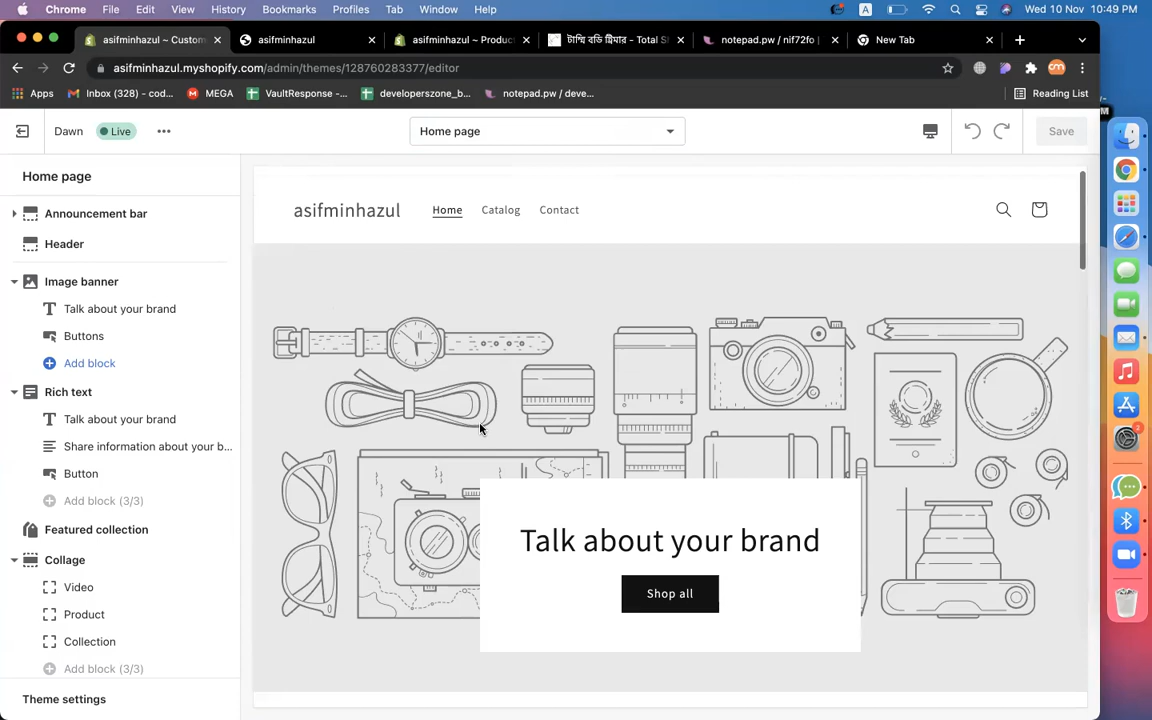 Chrome File Edit View History Bookmarks Profiles Tab Window Help A Wed 10 Nov 10:49 PM
asifminhazul ~ Custom asifminhazul asifminhazul ~ Produc টাম্মি বডি ট্রিমার - Total S notepad.pw / nif72fo | New Tab
asifminhazul.myshopify.com/admin/themes/128760283377/editor
Apps Inbox (328) - cod... MEGA VaultResponse -... developerszone_b... notepad.pw / deve... Reading List
Dawn Live Home page Save
Home page
Announcement bar
Header
Image banner
Talk about your brand
Buttons
Add block
Rich text
Talk about your brand
Share information about your b...
Button
Add block (3/3)
Featured collection
Collage
Video
Product
Collection
Add block (3/3)
Theme settings
asifminhazul Home Catalog Contact
Talk about your brand
Shop all
2